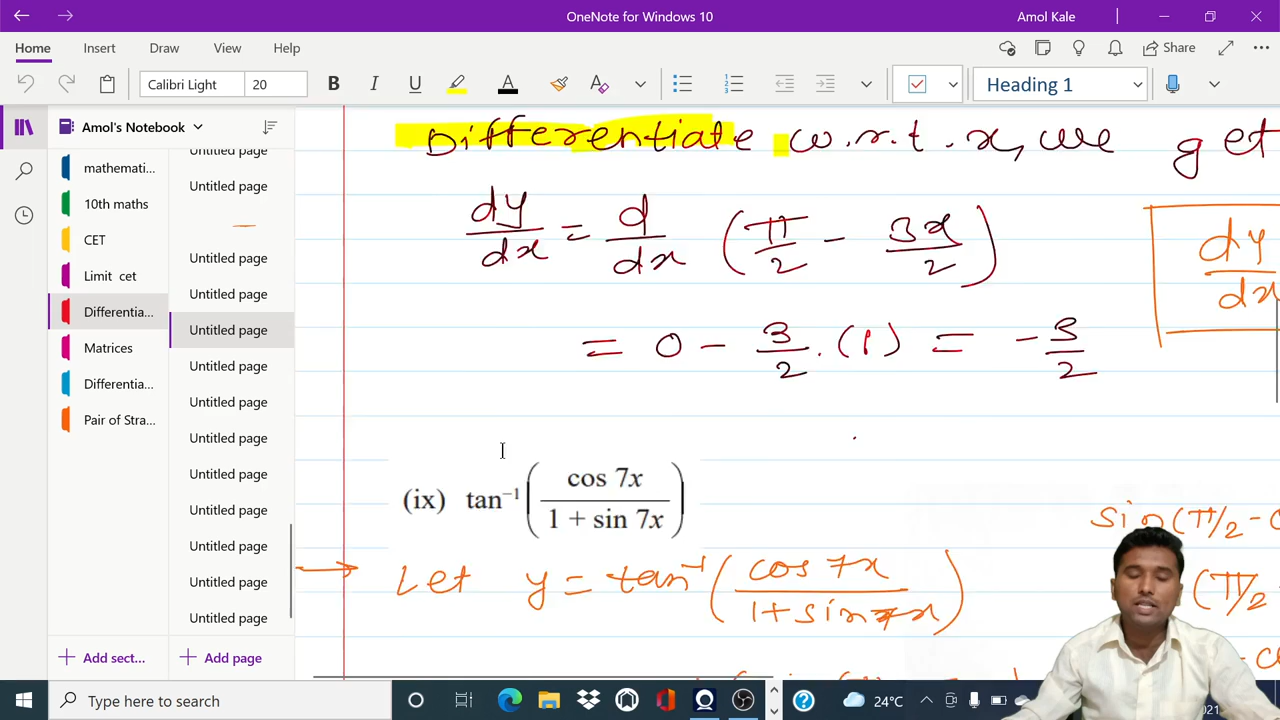 OneNote for Windows 10
Amol Kale
Home Insert Draw View Help
Share
Calibri Light 20 B I U A Heading 1
Amol's Notebook
mathemati...
10th maths
CET
Limit cet
Differentia...
Matrices
Differentia...
Pair of Stra...
Untitled page
Untitled page
Untitled page
Untitled page
Untitled page
Untitled page
Untitled page
Untitled page
Untitled page
Untitled page
Untitled page
Untitled page
Untitled page
Add sect...
Add page
Differentiate w.r.t. x, we get
dy/dx = d/dx (π/2 - 3x/2)
dy/dx
= 0 - 3/2 . (1) = -3/2
(ix) tan⁻¹(cos 7x / 1 + sin 7x)
sin(π/2 -
Let y = tan⁻¹(cos 7x / 1 + sin 7x)
(π/2
Type here to search
24°C